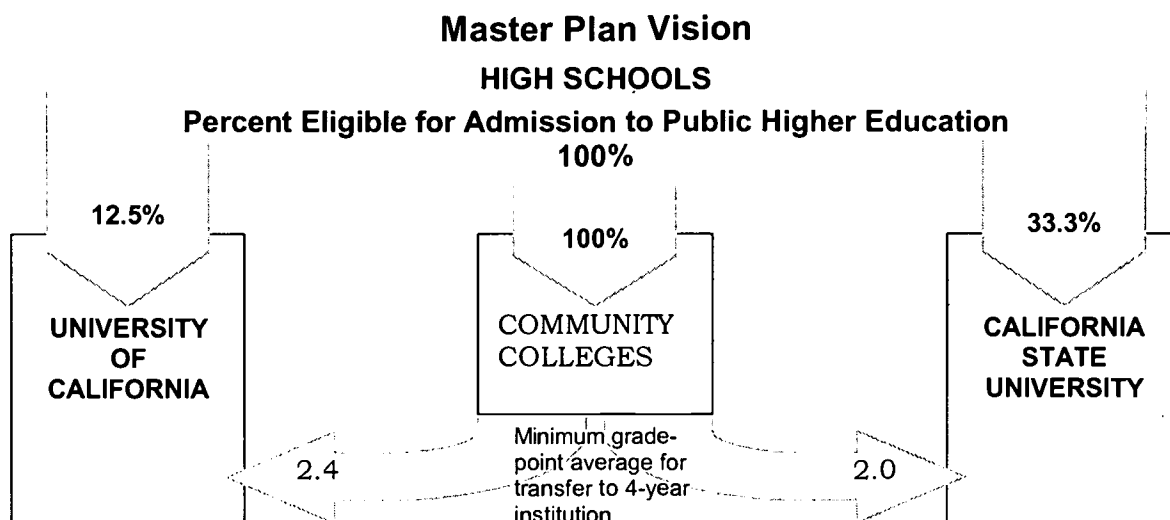 Master Plan Vision
HIGH SCHOOLS
Percent Eligible for Admission to Public Higher Education
100%
12.5%
100%
33.3%
UNIVERSITY
OF
CALIFORNIA
COMMUNITY
COLLEGES
CALIFORNIA
STATE
UNIVERSITY
2.4
Minimum grade-
point average for
transfer to 4-year
institution
2.0